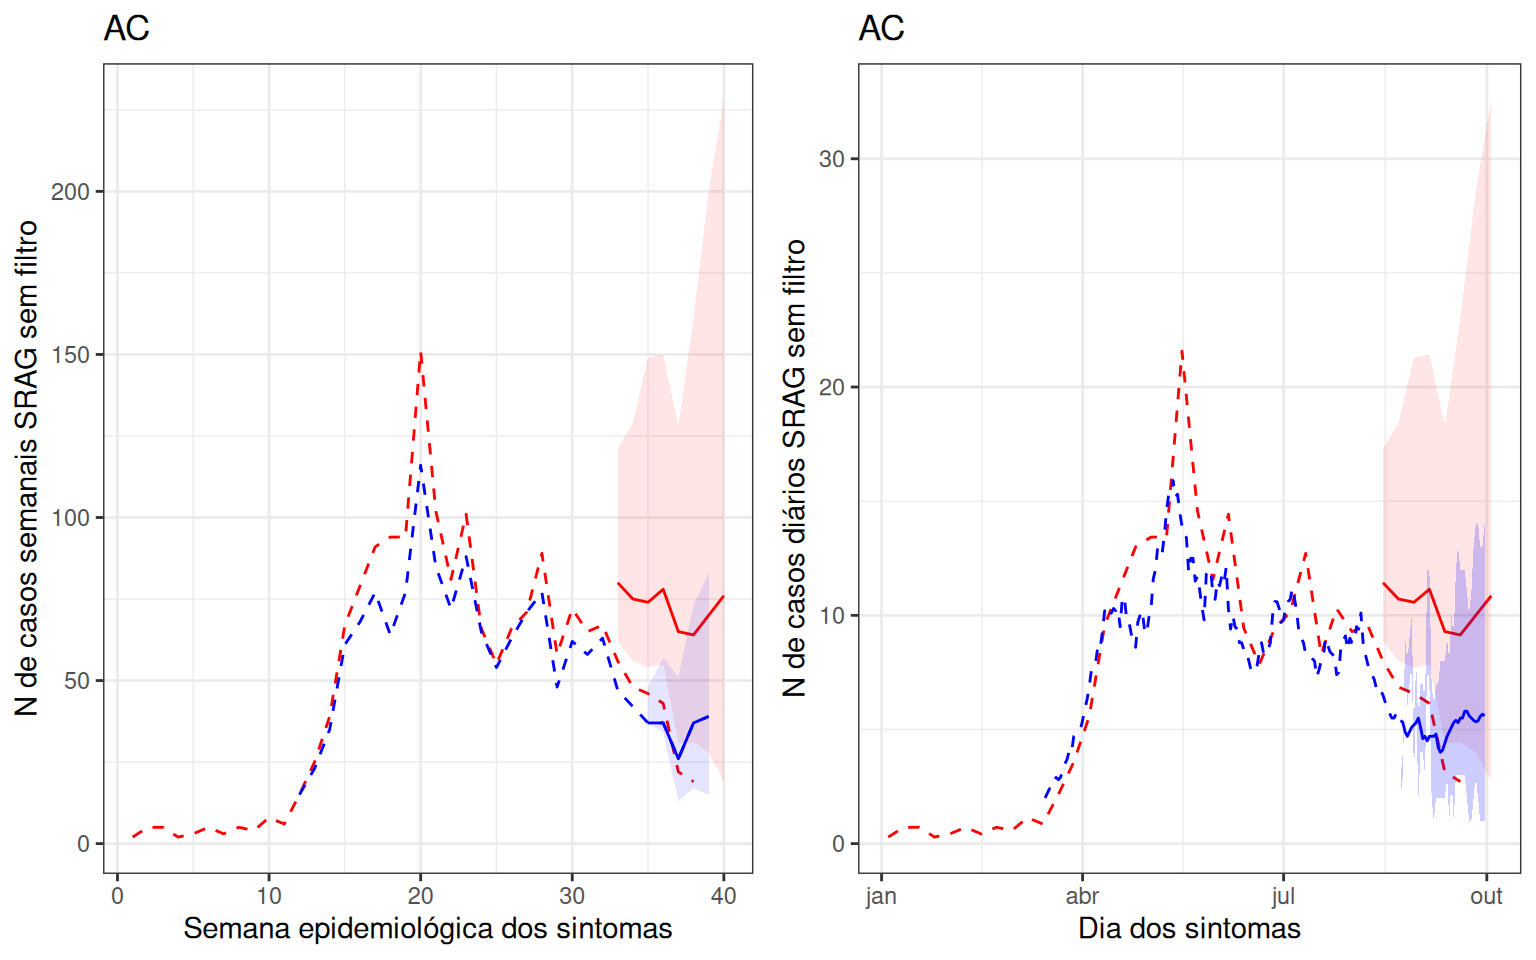 AC
N de casos semanais SRAG sem filtro
200
150
100
50
0
0 10 20 30 40
Semana epidemiológica dos sintomas
AC
N de casos diários SRAG sem filtro
30
20
10
0
jan abr jul out
Dia dos sintomas